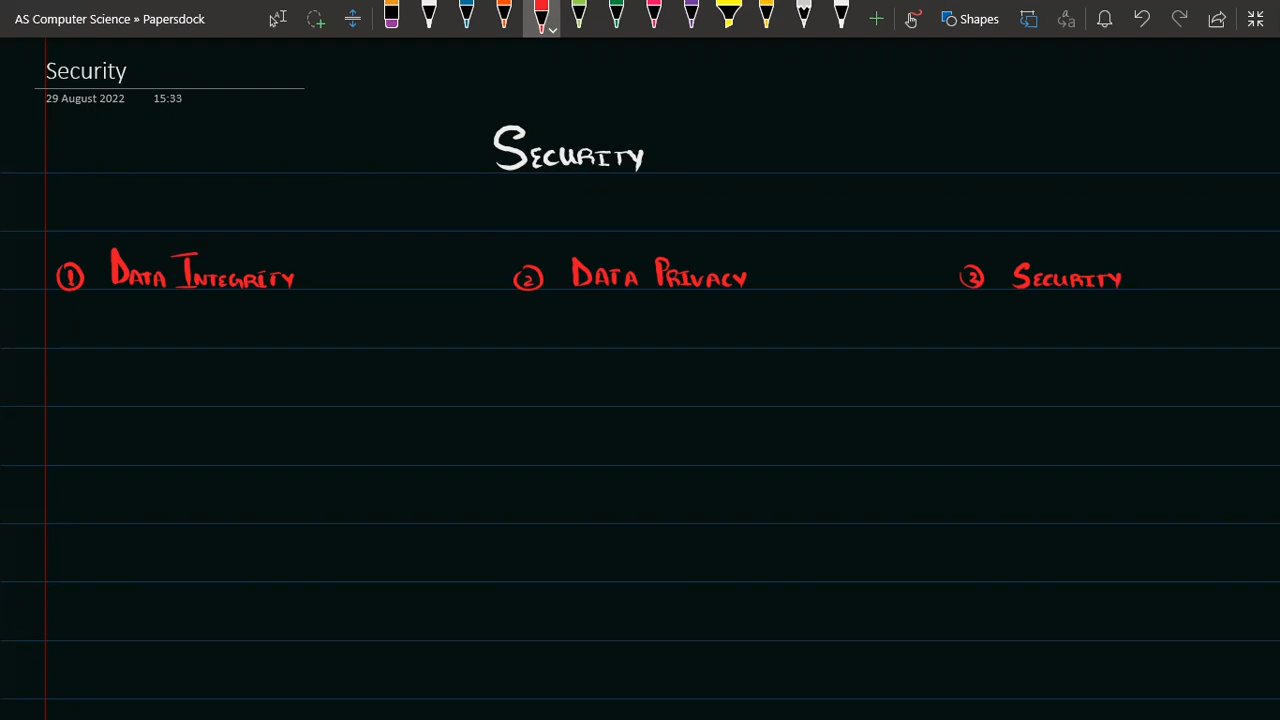 AS Computer Science » Papersdock
Shapes
Security
29 August 2022 15:33
SECURITY
① DATA INTEGRITY ② DATA PRIVACY ③ SECURITY